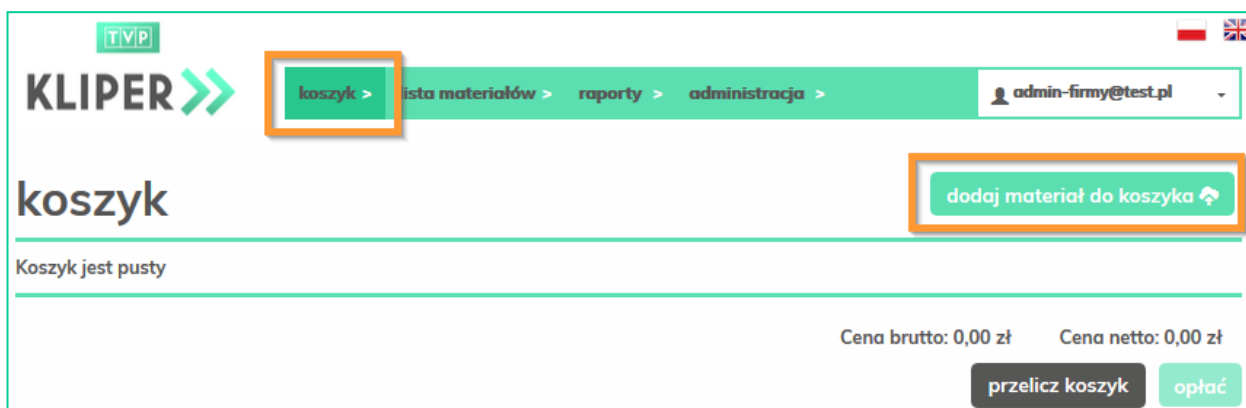 TVP
KLIPER
koszyk > lista materiałów > raporty > administracja > admin-firmy@test.pl
koszyk
dodaj materiał do koszyka
Koszyk jest pusty
Cena brutto: 0,00 zł Cena netto: 0,00 zł
przelicz koszyk opłać